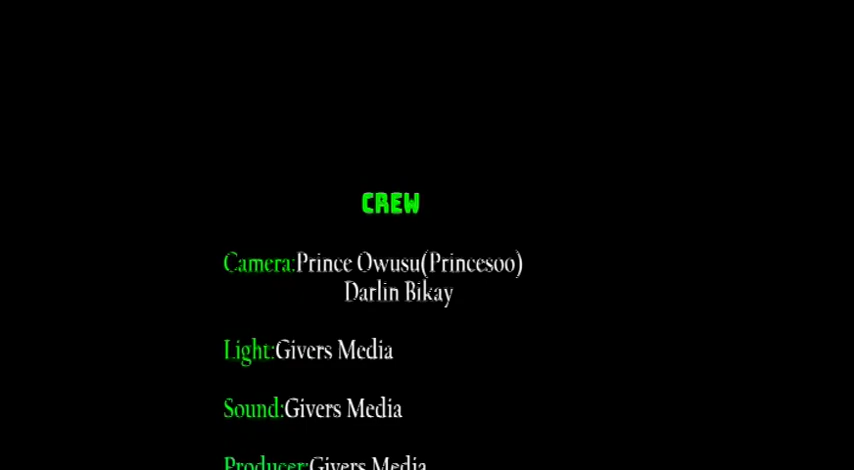 CREW
Camera:Prince Owusu(Princesoo)
Darlin Bikay
Light:Givers Media
Sound:Givers Media
Producer:Givers Media